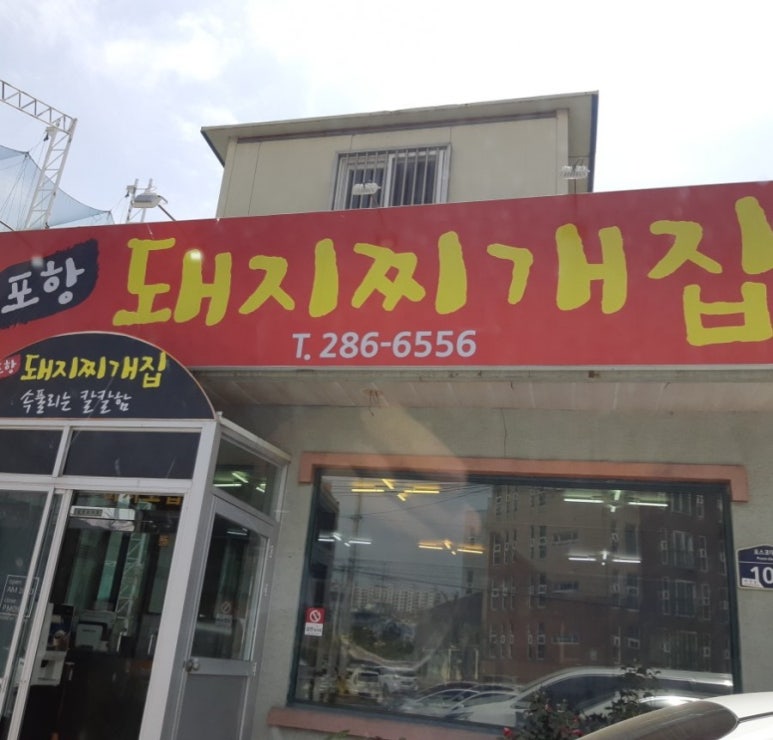 포항 돼지찌개집
T. 286-6556
포항 돼지찌개집
속풀리는 칼칼함
10